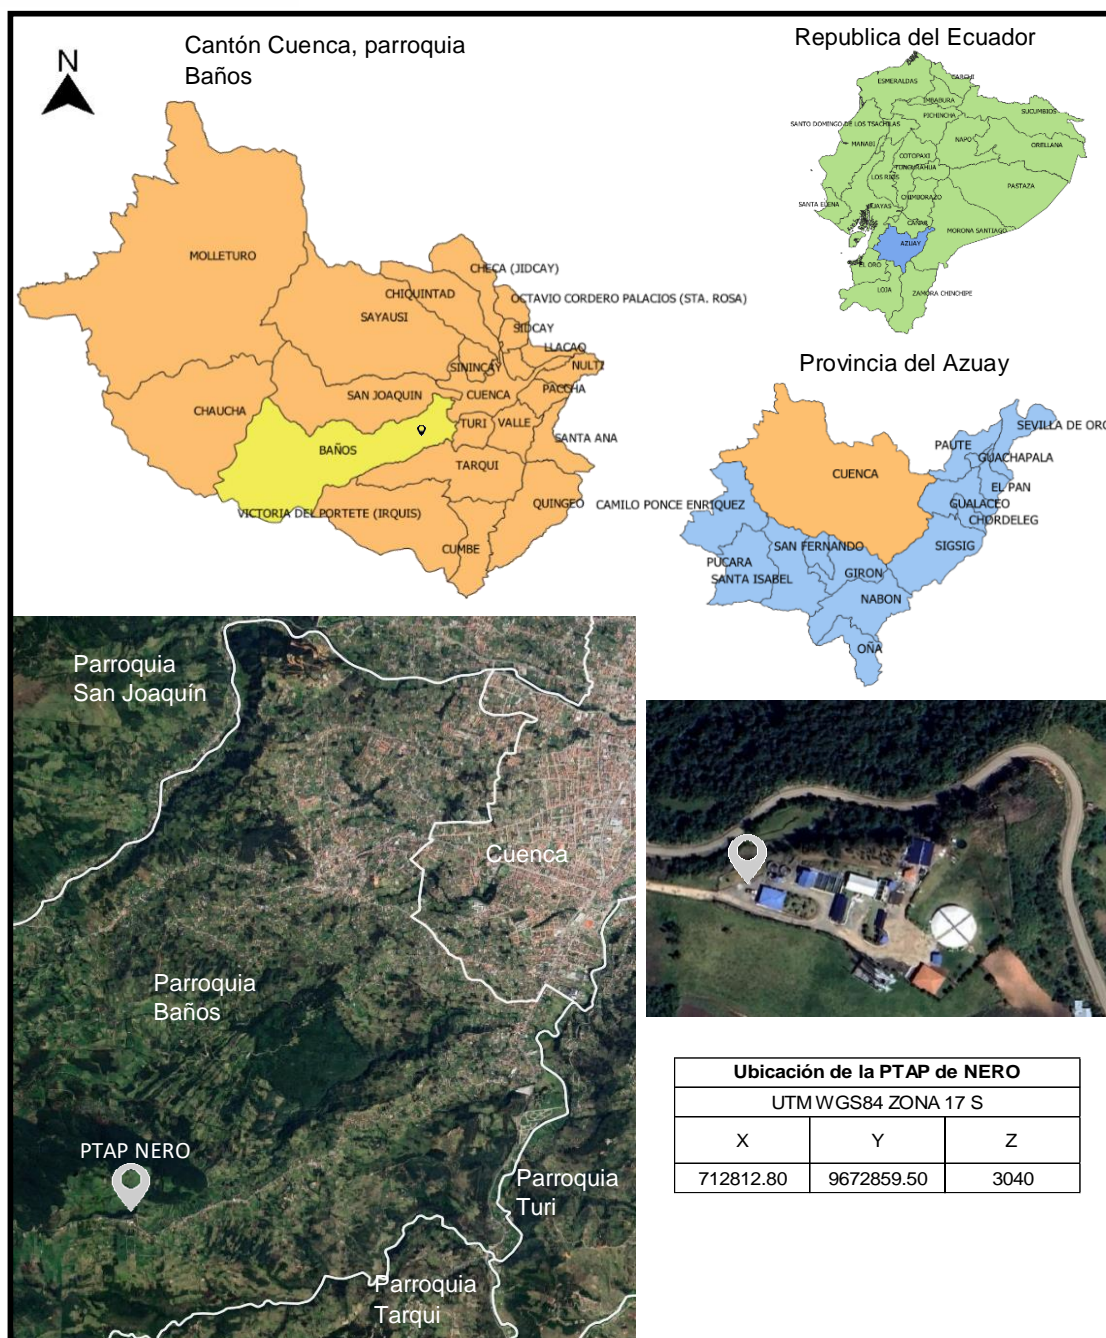 Cantón Cuenca, parroquia
Baños
N
MOLLETURO
CHECA (JIDCAY)
CHIQUINTAD
OCTAVIO CORDERO PALACIOS (STA. ROSA)
SAYAUSI
SIDCAY
LLACAO
SININCAY
NULTI
SAN JOAQUIN
CUENCA
PACCHA
CHAUCHA
TURI
VALLE
SANTA ANA
BAÑOS
TARQUI
QUINGEO
VICTORIA DEL PORTETE (IRQUIS)
CUMBE
Republica del Ecuador
ESMERALDAS
CARCHI
IMBABURA
SUCUMBIOS
PICHINCHA
SANTO DOMINGO DE LOS TSACHILAS
MANABI
NAPO
ORELLANA
COTOPAXI
TUNGURAHUA
LOS RIOS
PASTAZA
CHIMBORAZO
SANTA ELENA
GUAYAS
CAÑAR
MORONA SANTIAGO
AZUAY
EL ORO
LOJA
ZAMORA CHINCHIPE
Provincia del Azuay
SEVILLA DE ORO
PAUTE
GUACHAPALA
CUENCA
EL PAN
CAMILO PONCE ENRIQUEZ
GUALACEO
CHORDELEG
SAN FERNANDO
SIGSIG
PUCARA
GIRON
SANTA ISABEL
NABON
OÑA
Parroquia
San Joaquín
Cuenca
Parroquia
Baños
PTAP NERO
Parroquia
Turi
Parroquia
Tarqui
Ubicación de la PTAP de NERO
UTM WGS84 ZONA 17 S
X Y Z
712812.80 9672859.50 3040